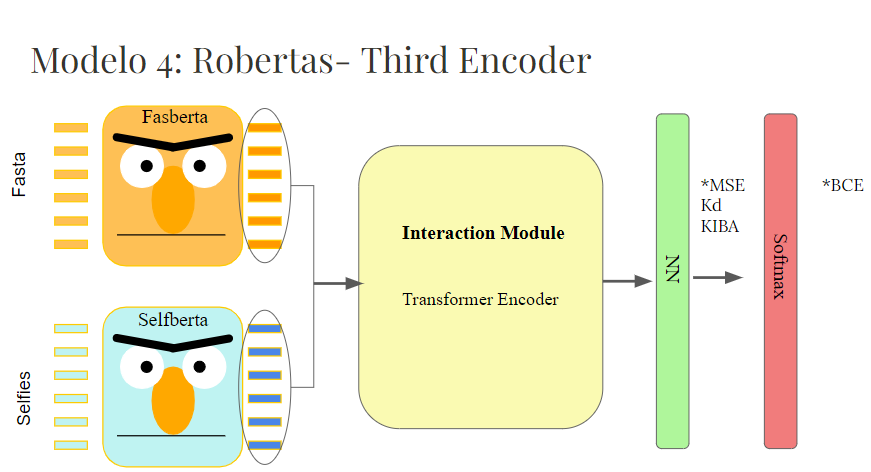 Modelo 4: Robertas- Third Encoder
Fasta
Fasberta
Selfies
Selfberta
Interaction Module
Transformer Encoder
NN
*MSE
Kd
KIBA
Softmax
*BCE